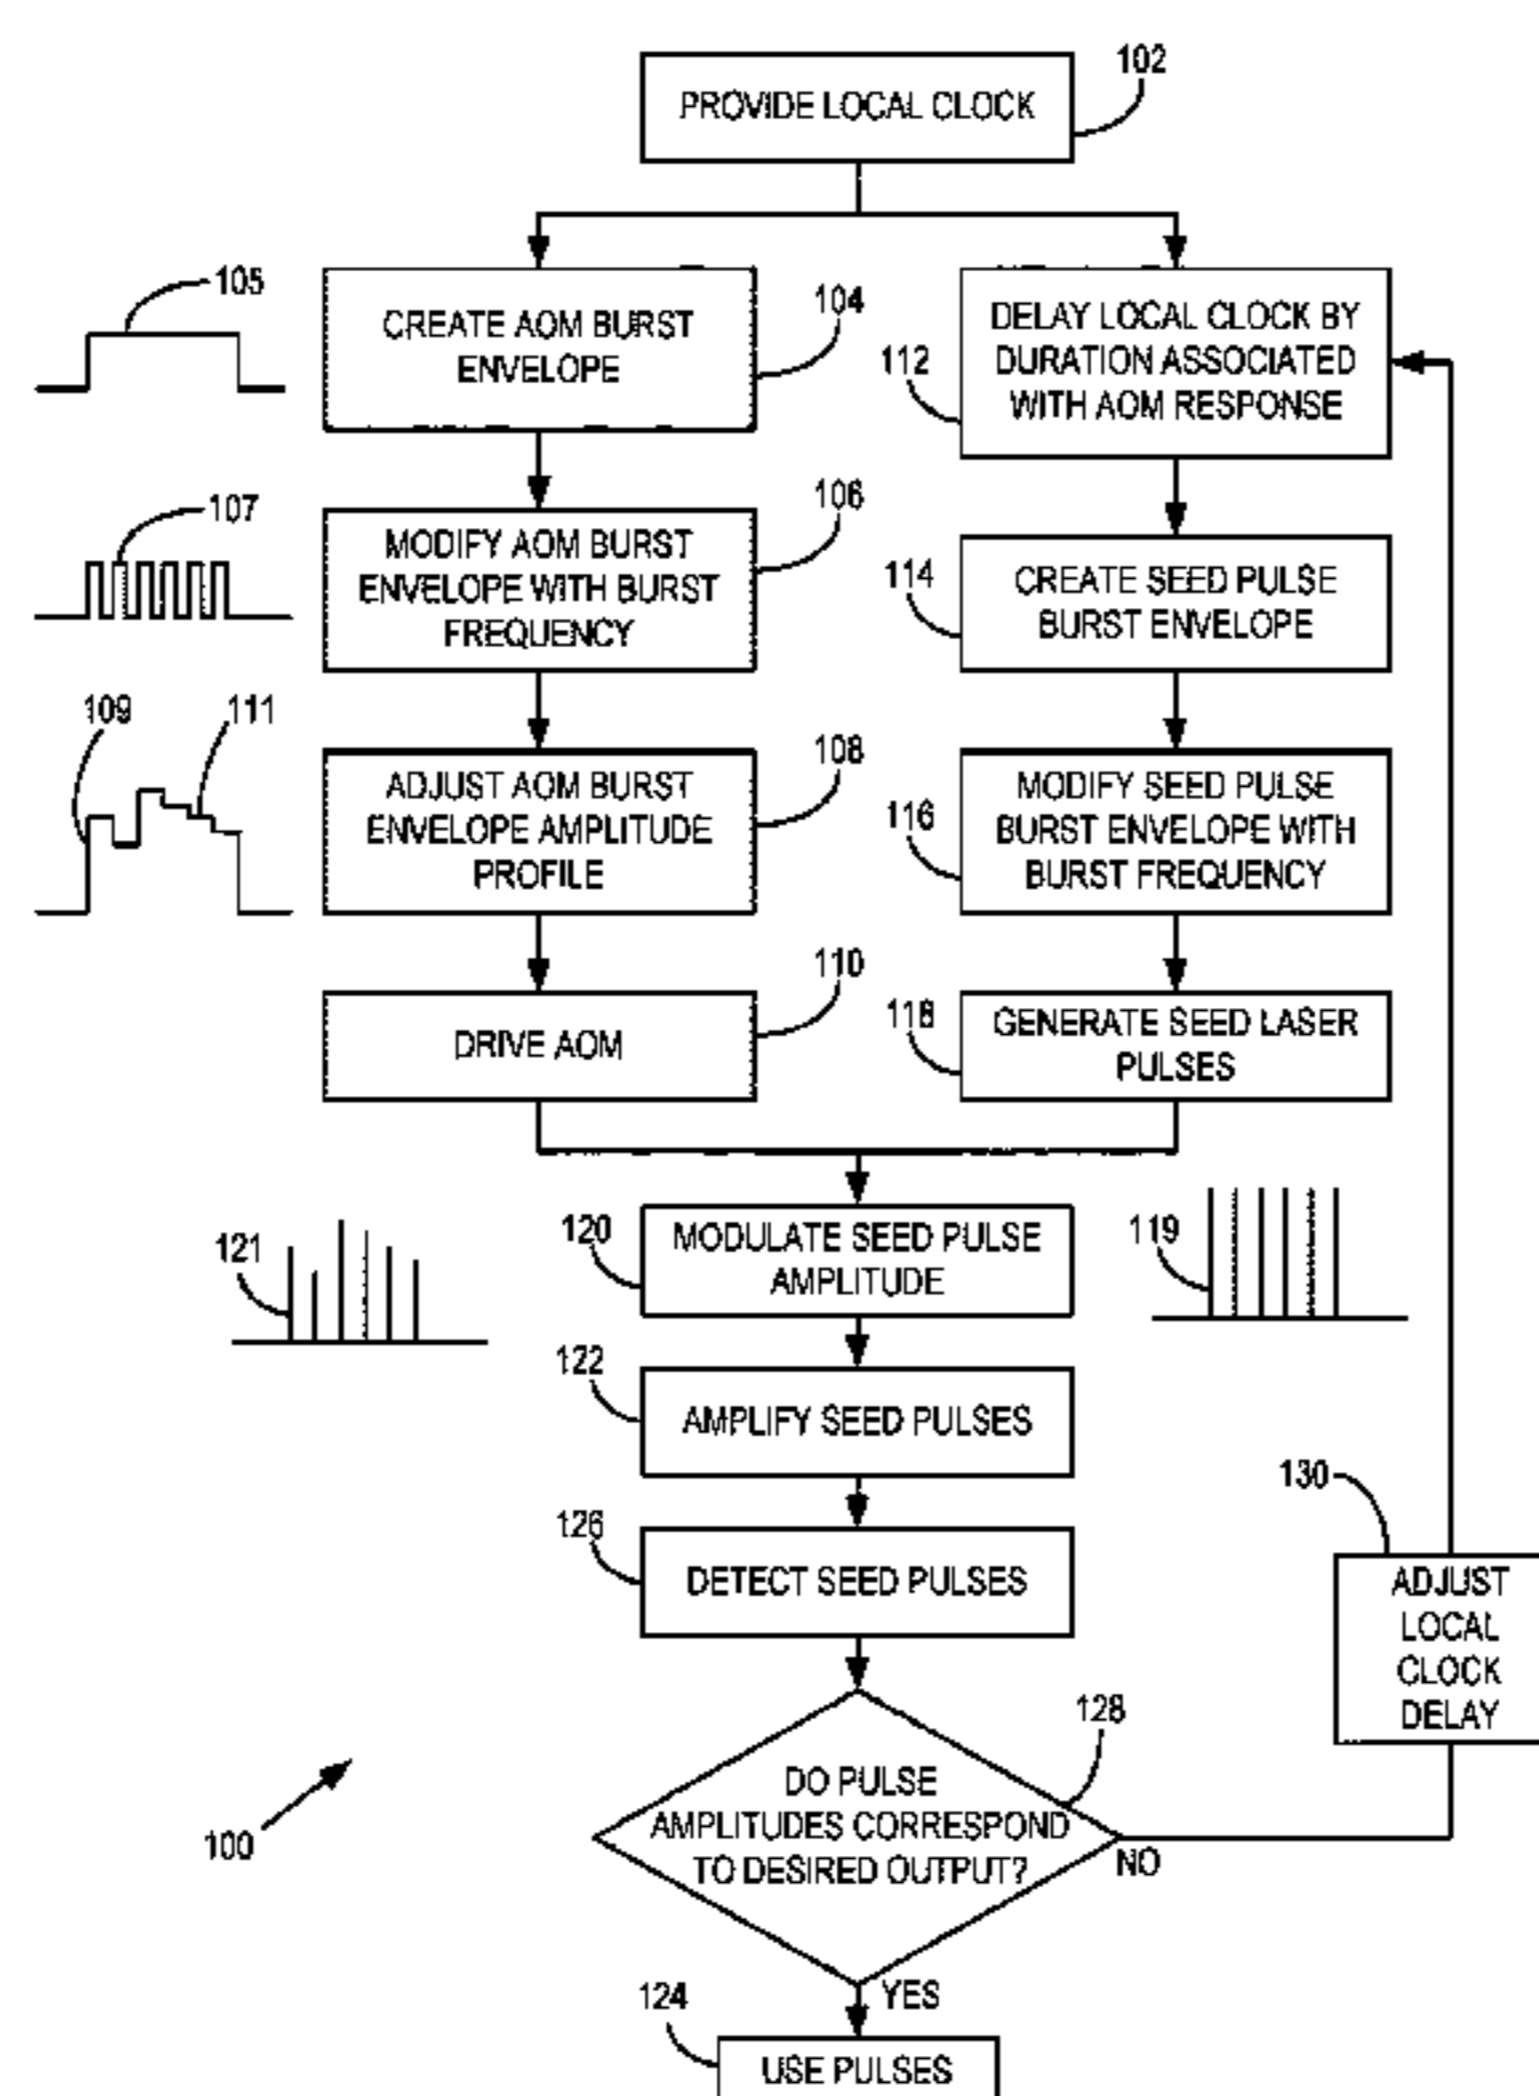 102
PROVIDE LOCAL CLOCK
105
CREATE AOM BURST
ENVELOPE
104
DELAY LOCAL CLOCK BY
DURATION ASSOCIATED
WITH AOM RESPONSE
112
107
MODIFY AOM BURST
ENVELOPE WITH BURST
FREQUENCY
106
114
CREATE SEED PULSE
BURST ENVELOPE
109
111
ADJUST AOM BURST
ENVELOPE AMPLITUDE
PROFILE
108
116
MODIFY SEED PULSE
BURST ENVELOPE WITH
BURST FREQUENCY
DRIVE AOM
110
118
GENERATE SEED LASER
PULSES
121
120
MODULATE SEED PULSE
AMPLITUDE
119
122
AMPLIFY SEED PULSES
126
DETECT SEED PULSES
130
ADJUST
LOCAL
CLOCK
DELAY
128
DO PULSE
AMPLITUDES CORRESPOND
TO DESIRED OUTPUT?
NO
100
YES
124
USE PULSES